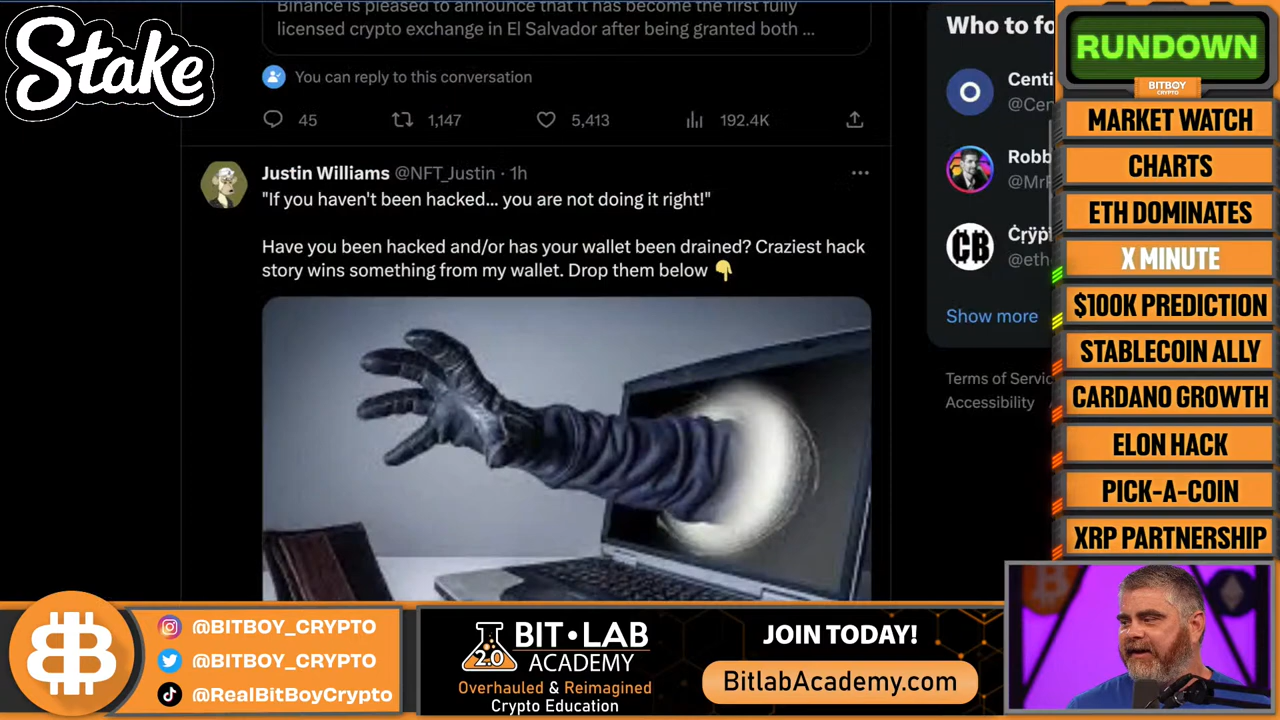 Stake
Binance is pleased to announce that it has become the first fully
licensed crypto exchange in El Salvador after being granted both ...
You can reply to this conversation
45 1,147 5,413 192.4K
Justin Williams @NFT_Justin · 1h
"If you haven't been hacked... you are not doing it right!"
Have you been hacked and/or has your wallet been drained? Craziest hack
story wins something from my wallet. Drop them below 👇
Who to fo
Centi
@Cen
Robb
@MrF
Ċrÿṗi
@eth
Show more
Terms of Servic
Accessibility
RUNDOWN
BITBOY
CRYPTO
MARKET WATCH
CHARTS
ETH DOMINATES
X MINUTE
$100K PREDICTION
STABLECOIN ALLY
CARDANO GROWTH
ELON HACK
PICK-A-COIN
XRP PARTNERSHIP
@BITBOY_CRYPTO
@BITBOY_CRYPTO
@RealBitBoyCrypto
2.0
BIT•LAB
ACADEMY
Overhauled & Reimagined
Crypto Education
JOIN TODAY!
BitlabAcademy.com